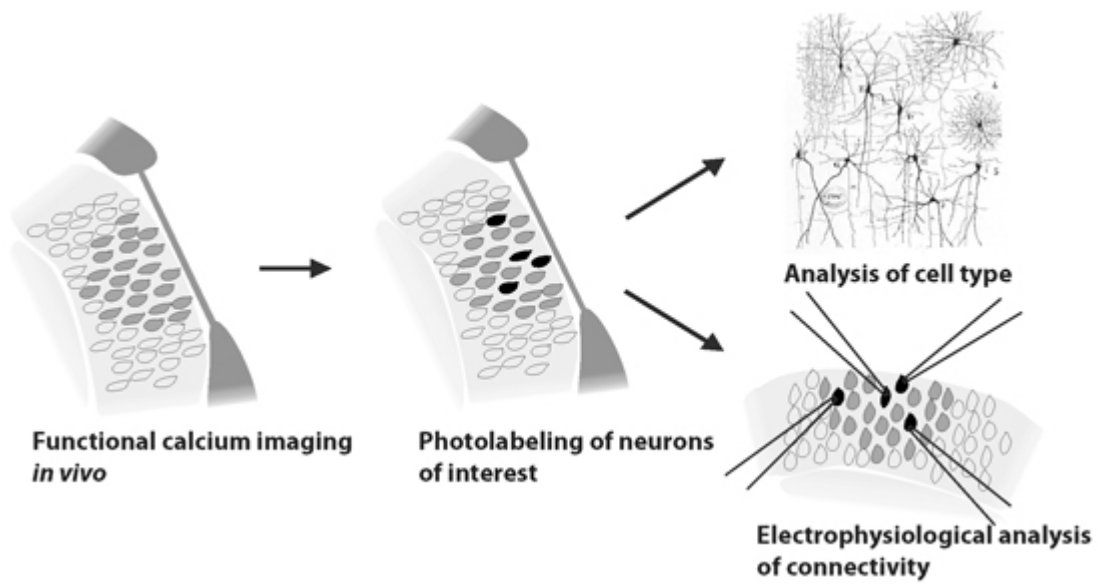 Functional calcium imaging
in vivo
Photolabeling of neurons
of interest
Analysis of cell type
Electrophysiological analysis
of connectivity